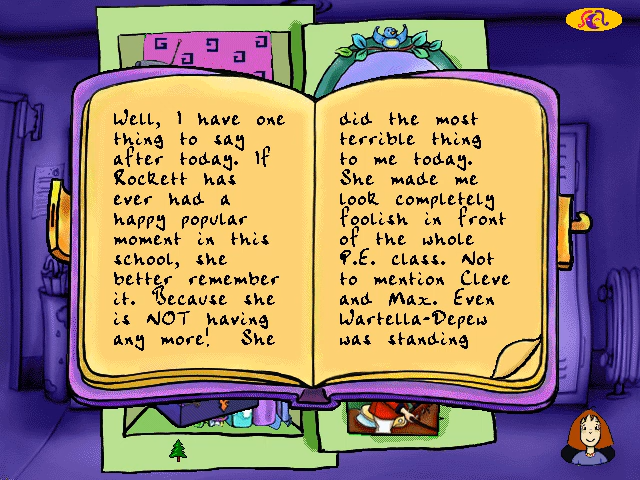 Well, I have one
thing to say
after today. If
Rockett has
ever had a
happy popular
moment in this
school, she
better remember
it. Because she
is NOT having
any more! She
did the most
terrible thing
to me today.
She made me
look completely
foolish in front
of the whole
P.E. class. Not
to mention Cleve
and Max. Even
Wartella-Depew
was standing